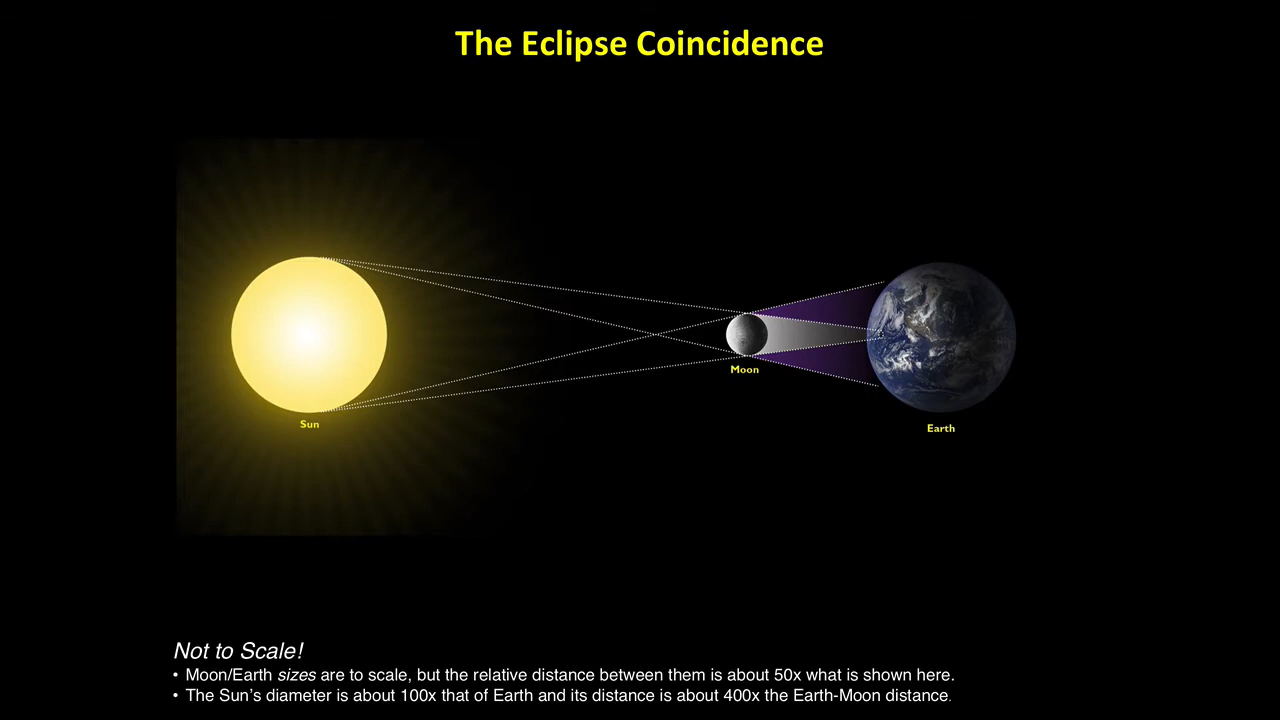 The Eclipse Coincidence
Moon
Sun
Earth
Not to Scale!
• Moon/Earth sizes are to scale, but the relative distance between them is about 50x what is shown here.
• The Sun’s diameter is about 100x that of Earth and its distance is about 400x the Earth-Moon distance.